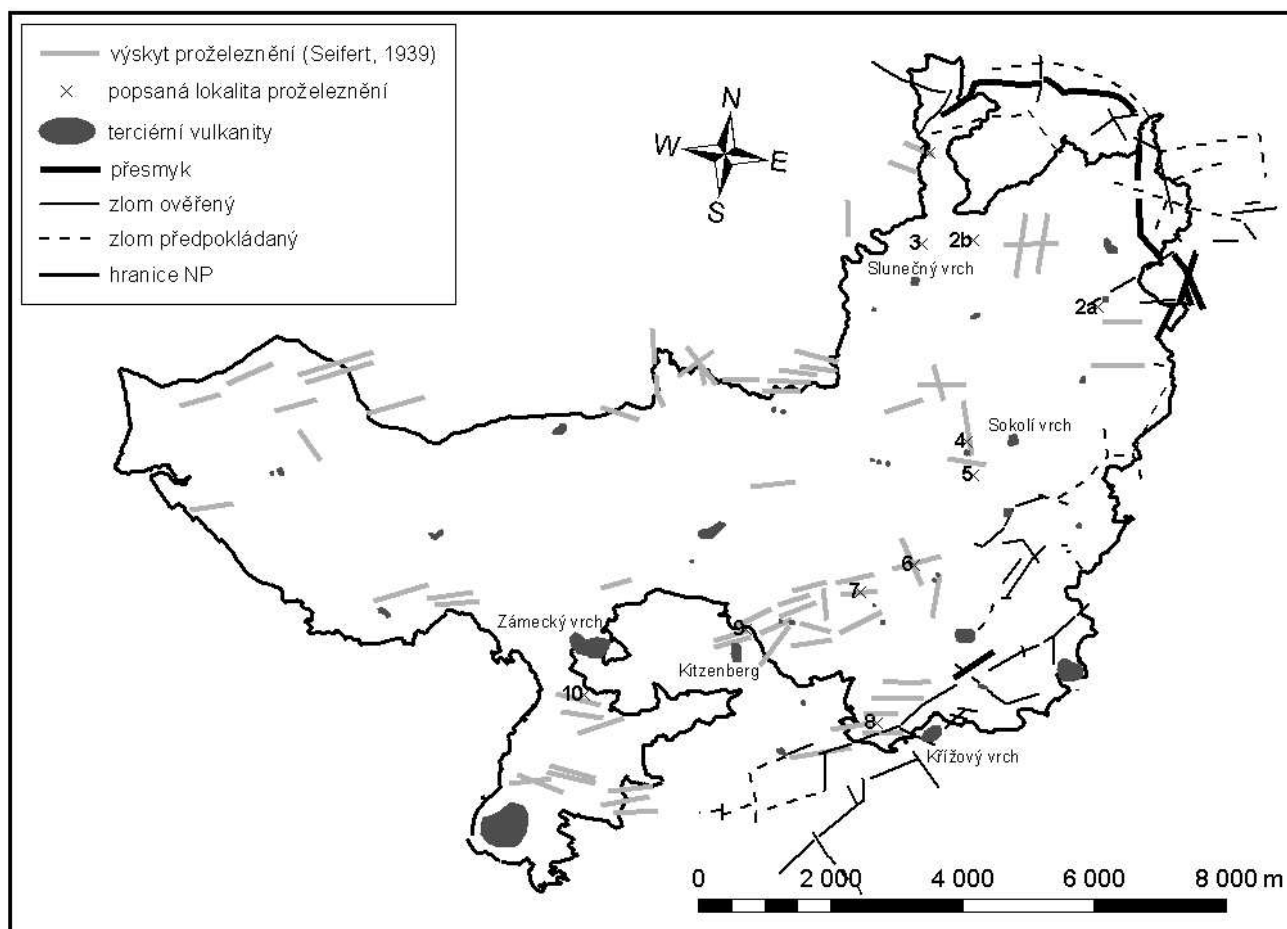 výskyt proželeznění (Seifert, 1939)
popsaná lokalita proželeznění
terciérní vulkanity
přesmyk
zlom ověřený
zlom předpokládaný
hranice NP
N
W
E
S
3
2b
Slunečný vrch
2a
Sokolí vrch
4
5
6
7
Zámecký vrch
9
Kitzenberg
10
8
Křížový vrch
0 2 000 4 000 6 000 8 000 m